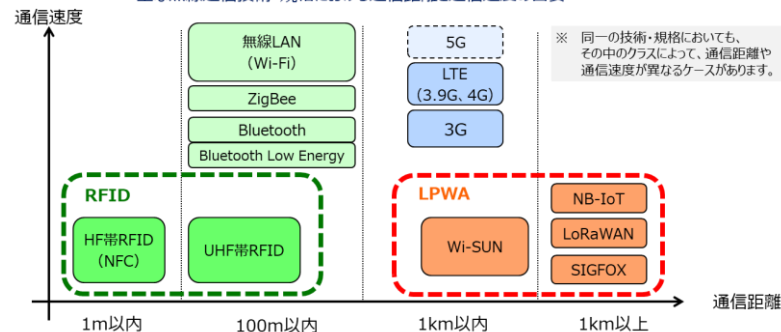 通信速度
※ 同一の技術・規格においても、
その中のクラスによって、通信距離や
通信速度が異なるケースがあります。
無線LAN
(Wi-Fi)
5G
LTE
(3.9G、4G)
ZigBee
Bluetooth
3G
Bluetooth Low Energy
RFID
LPWA
NB-IoT
HF帯RFID
(NFC)
UHF帯RFID
Wi-SUN
LoRaWAN
SIGFOX
通信距離
1m以内
100m以内
1km以内
1km以上